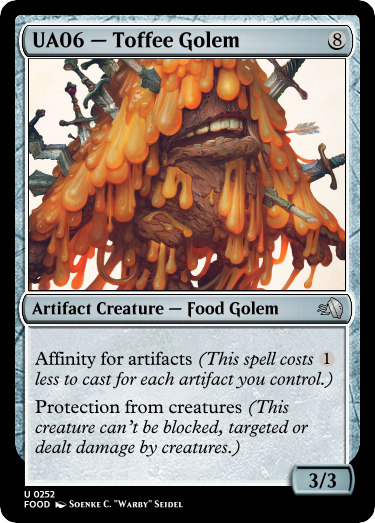 UA06 — Toffee Golem 8
Artifact Creature — Food Golem
Affinity for artifacts (This spell costs 1
less to cast for each artifact you control.)
Protection from creatures (This
creature can't be blocked, targeted or
dealt damage by creatures.)
3/3
U 0252
FOOD Soenke C. "Warby" Seidel